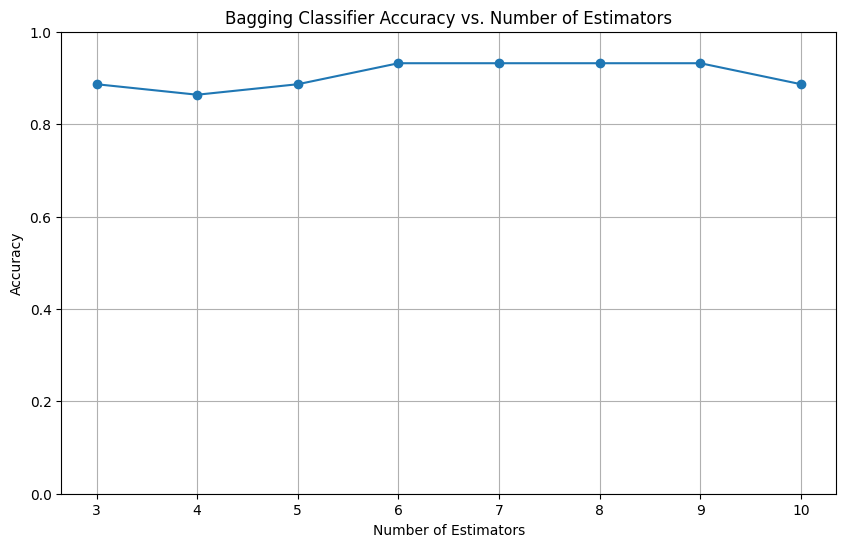 Bagging Classifier Accuracy vs. Number of Estimators
1.0
0.8
0.6
0.4
0.2
0.0
Accuracy
3 4 5 6 7 8 9 10
Number of Estimators